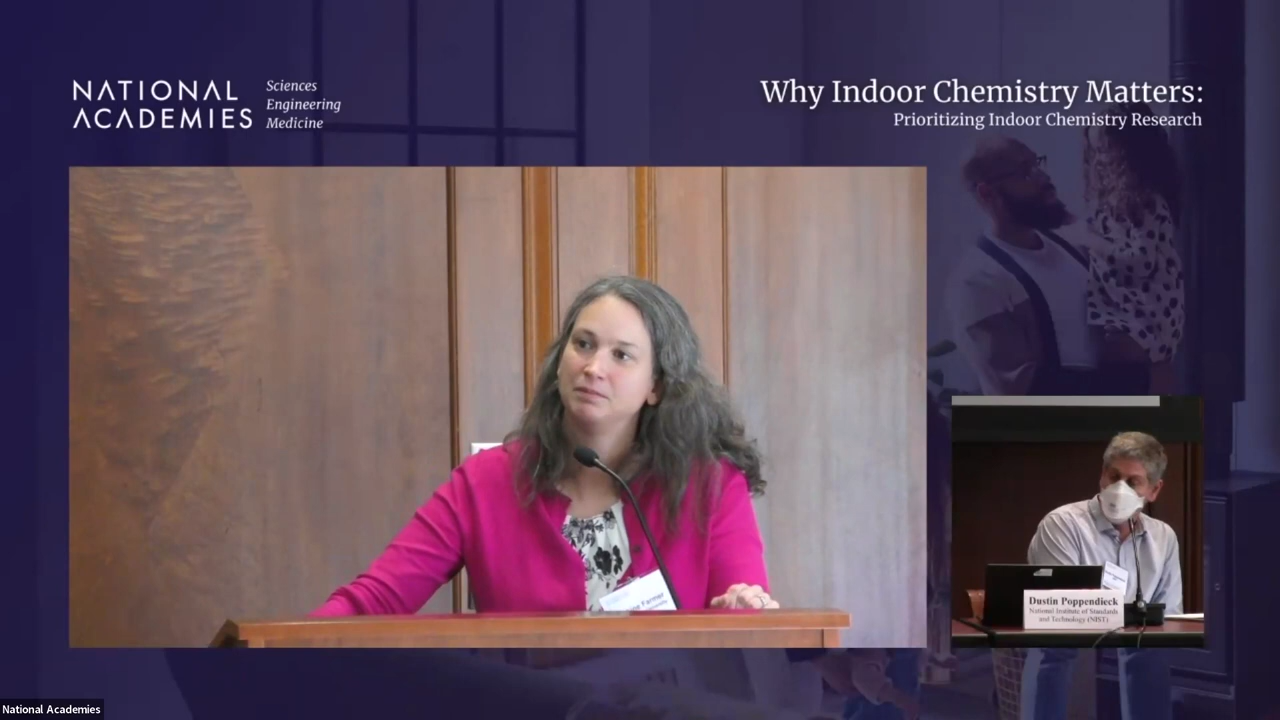 NATIONAL
ACADEMIES
Sciences
Engineering
Medicine
Why Indoor Chemistry Matters:
Prioritizing Indoor Chemistry Research
Farmer
Dustin Poppendieck
National Institute of Standards
and Technology (NIST)
National Academies